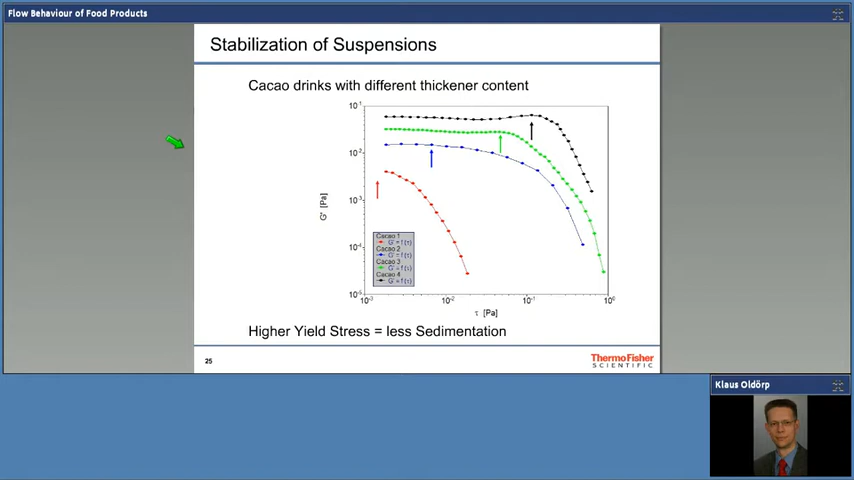 Flow Behaviour of Food Products
Stabilization of Suspensions
Cacao drinks with different thickener content
10-1
10-2
10-3
10-4
10-5
G' [Pa]
Cacao 1
G' = f (τ)
Cacao 2
G' = f (τ)
Cacao 3
G' = f (τ)
Cacao 4
G' = f (τ)
10-3
10-2
10-1
100
τ [Pa]
Higher Yield Stress = less Sedimentation
25
ThermoFisher
SCIENTIFIC
Klaus Oldörp